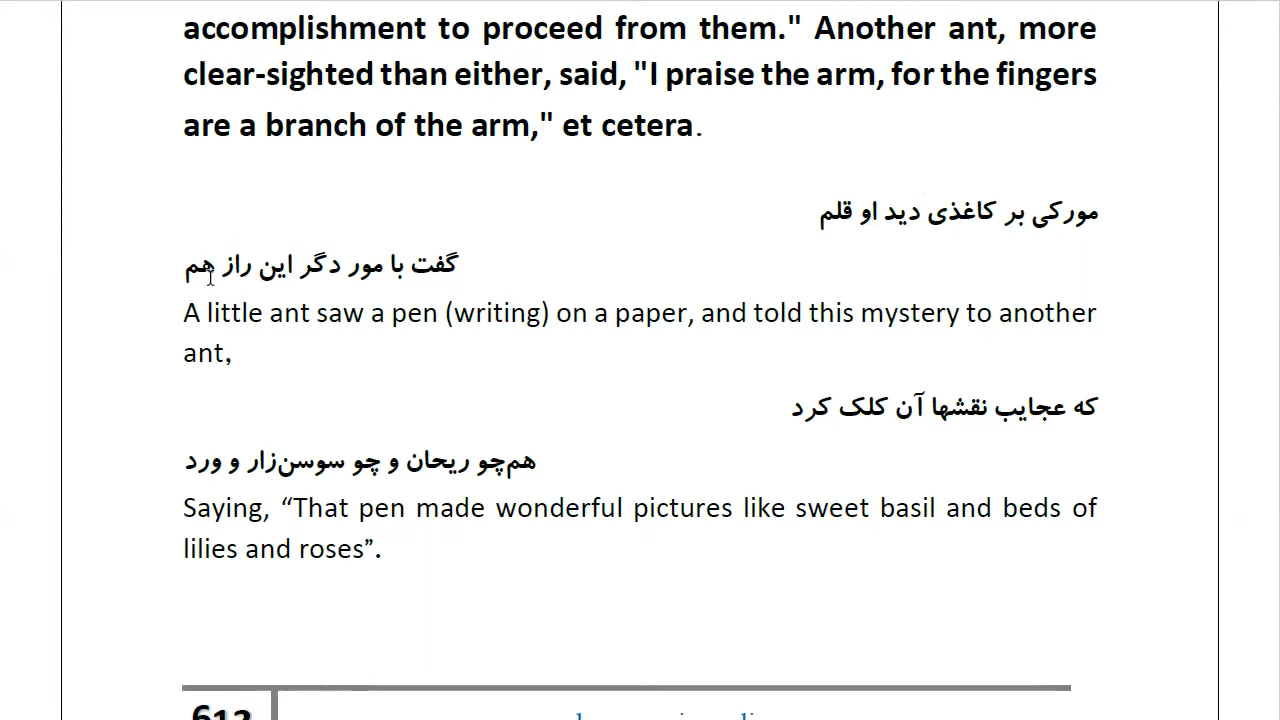 accomplishment to proceed from them." Another ant, more
clear-sighted than either, said, "I praise the arm, for the fingers
are a branch of the arm," et cetera.
مورکی بر کاغذی دید او قلم
گفت با مور دگر این راز هم
A little ant saw a pen (writing) on a paper, and told this mystery to another
ant,
که عجایب نقشها آن کلک کرد
هم‌چو ریحان و چو سوسن‌زار و ورد
Saying, “That pen made wonderful pictures like sweet basil and beds of
lilies and roses”.